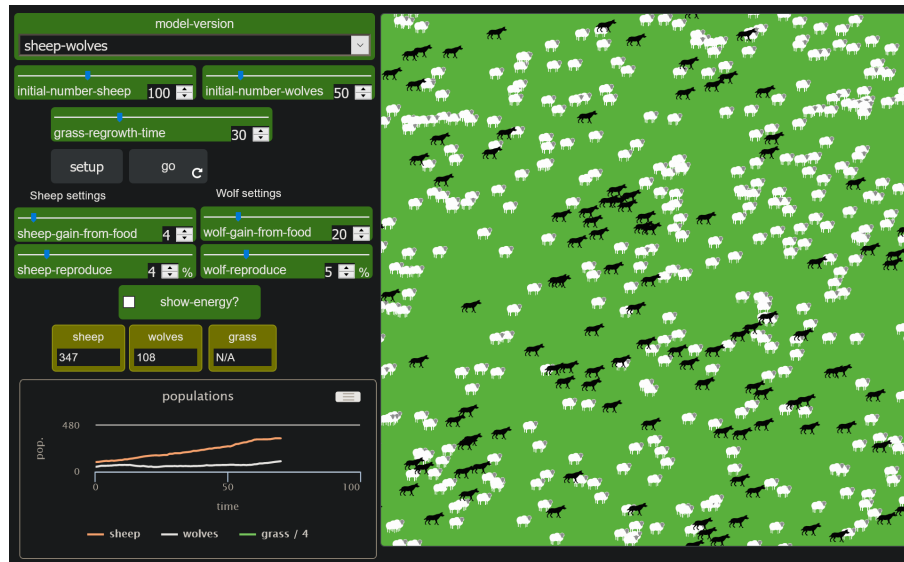 model-version
sheep-wolves
initial-number-sheep 100
initial-number-wolves 50
grass-regrowth-time 30
setup
go
Sheep settings
Wolf settings
sheep-gain-from-food 4
wolf-gain-from-food 20
sheep-reproduce 4 %
wolf-reproduce 5 %
show-energy?
sheep
347
wolves
108
grass
N/A
populations
480
pop.
0
0
50
100
time
sheep
wolves
grass / 4